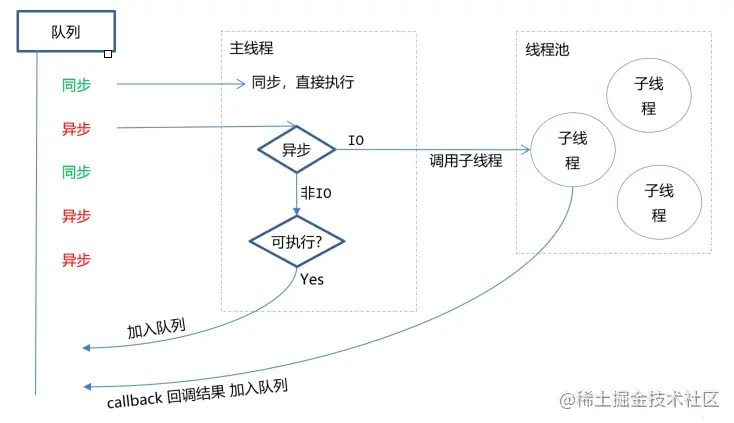 队列
主线程
线程池
同步
同步，直接执行
子线
程
异步
异步
IO
调用子线程
子线
程
同步
非IO
子线
程
异步
可执行?
异步
Yes
加入队列
callback 回调结果 加入队列
@稀土掘金技术社区